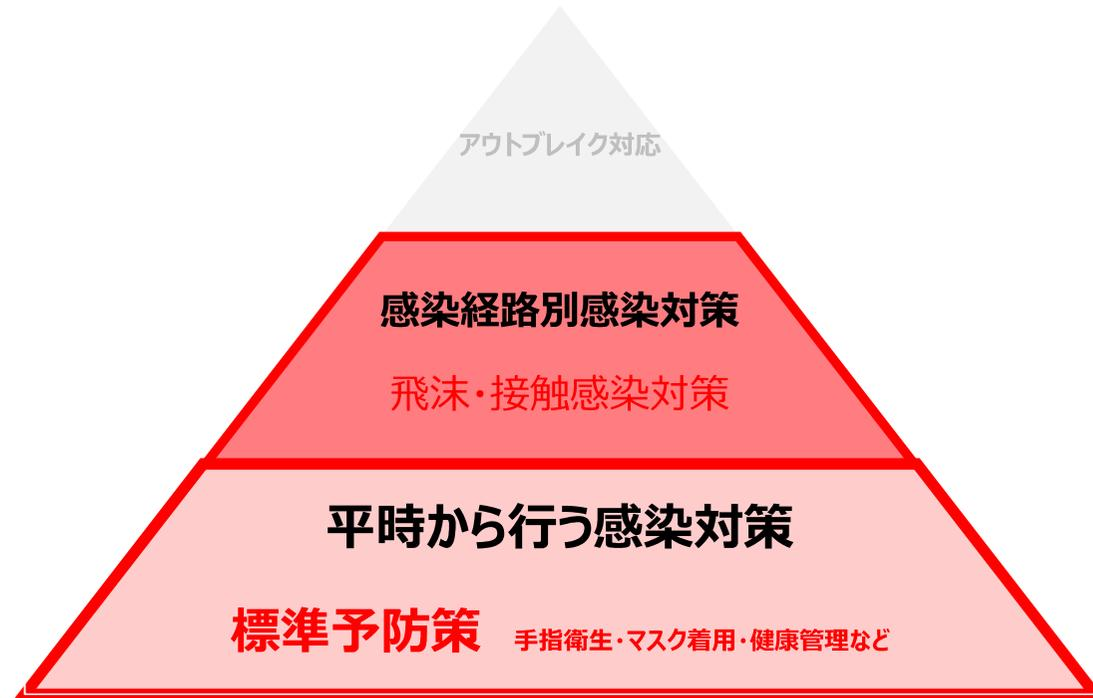 アウトブレイク対応
感染経路別感染対策
飛沫・接触感染対策
平時から行う感染対策
標準予防策 手指衛生・マスク着用・健康管理など